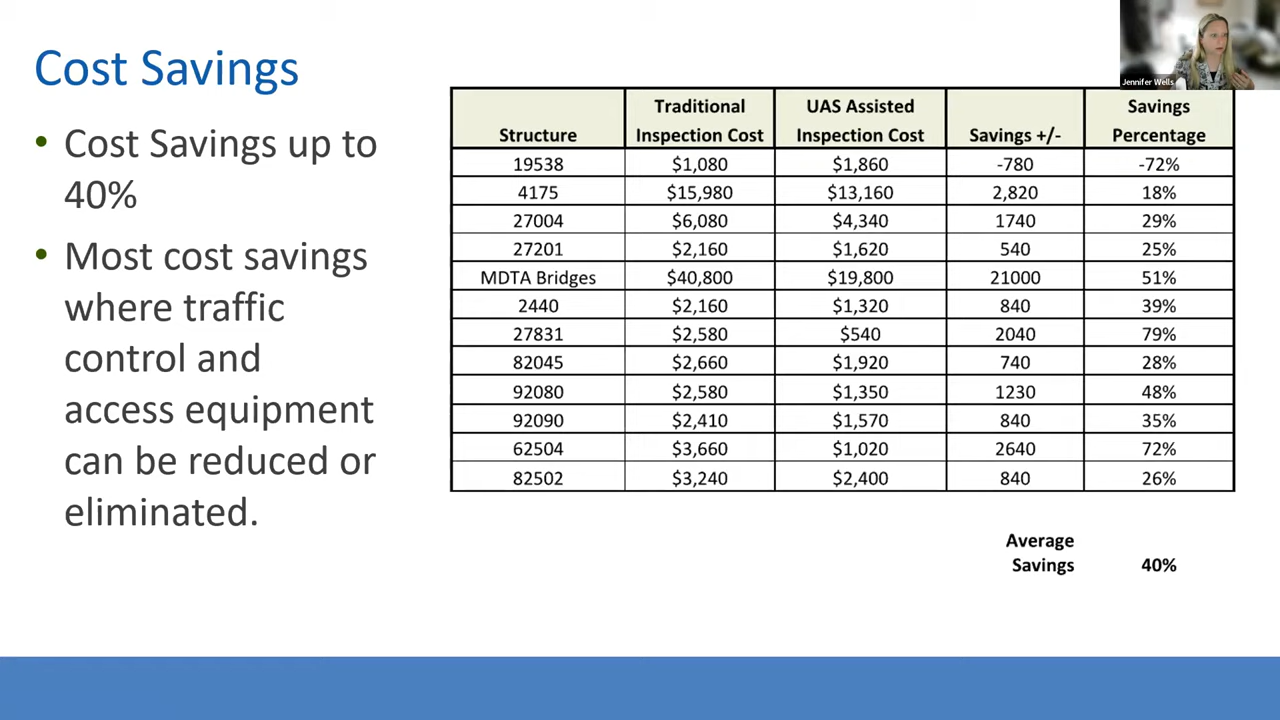 Cost Savings
• Cost Savings up to
40%
• Most cost savings
where traffic
control and
access equipment
can be reduced or
eliminated.
Jennifer Wells
Structure Traditional Inspection Cost UAS Assisted Inspection Cost Savings +/- Savings Percentage
19538 $1,080 $1,860 -780 -72%
4175 $15,980 $13,160 2,820 18%
27004 $6,080 $4,340 1740 29%
27201 $2,160 $1,620 540 25%
MDTA Bridges $40,800 $19,800 21000 51%
2440 $2,160 $1,320 840 39%
27831 $2,580 $540 2040 79%
82045 $2,660 $1,920 740 28%
92080 $2,580 $1,350 1230 48%
92090 $2,410 $1,570 840 35%
62504 $3,660 $1,020 2640 72%
82502 $3,240 $2,400 840 26%
Average
Savings 40%